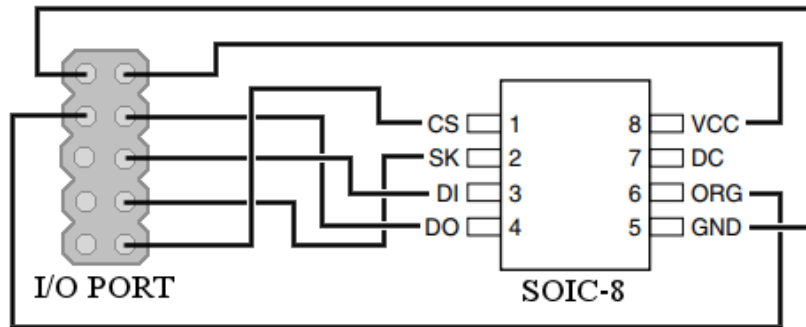 CS 1 8 VCC
SK 2 7 DC
DI 3 6 ORG
DO 4 5 GND
I/O PORT
SOIC-8